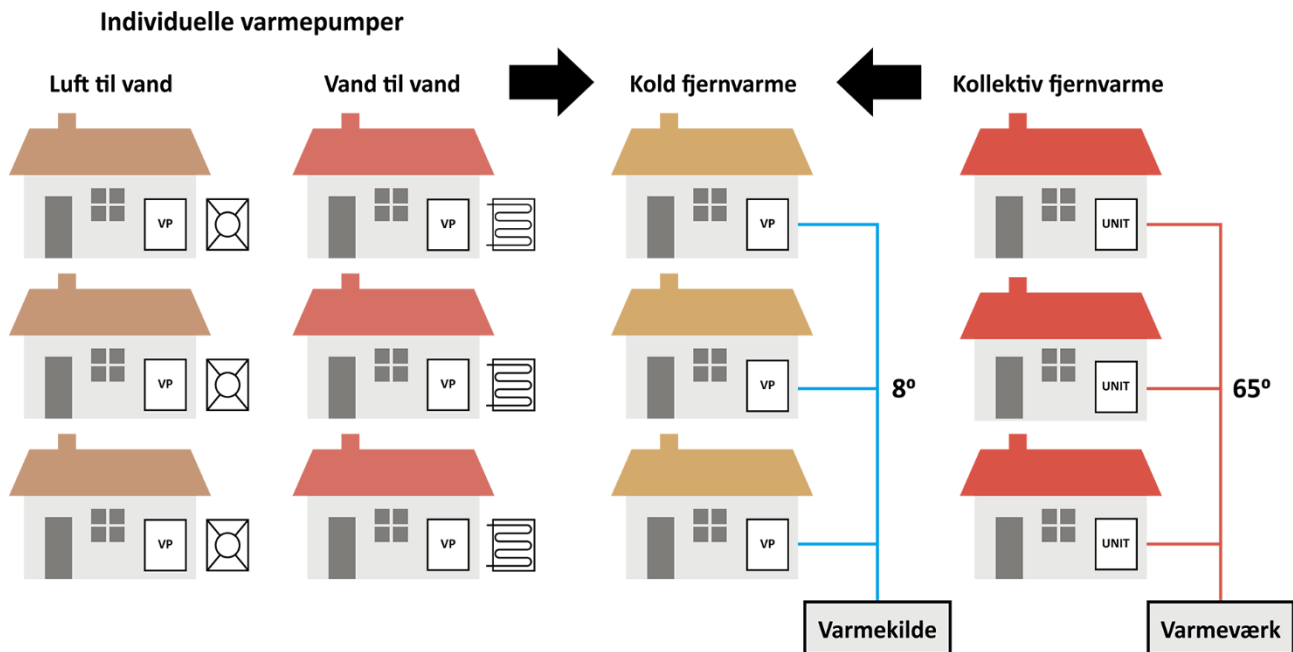 Individuelle varmepumper
Luft til vand
Vand til vand
Kold fjernvarme
Kollektiv fjernvarme
VP
VP
VP
UNIT
VP
VP
VP
UNIT
8º
65º
VP
VP
VP
UNIT
Varmekilde
Varmeværk